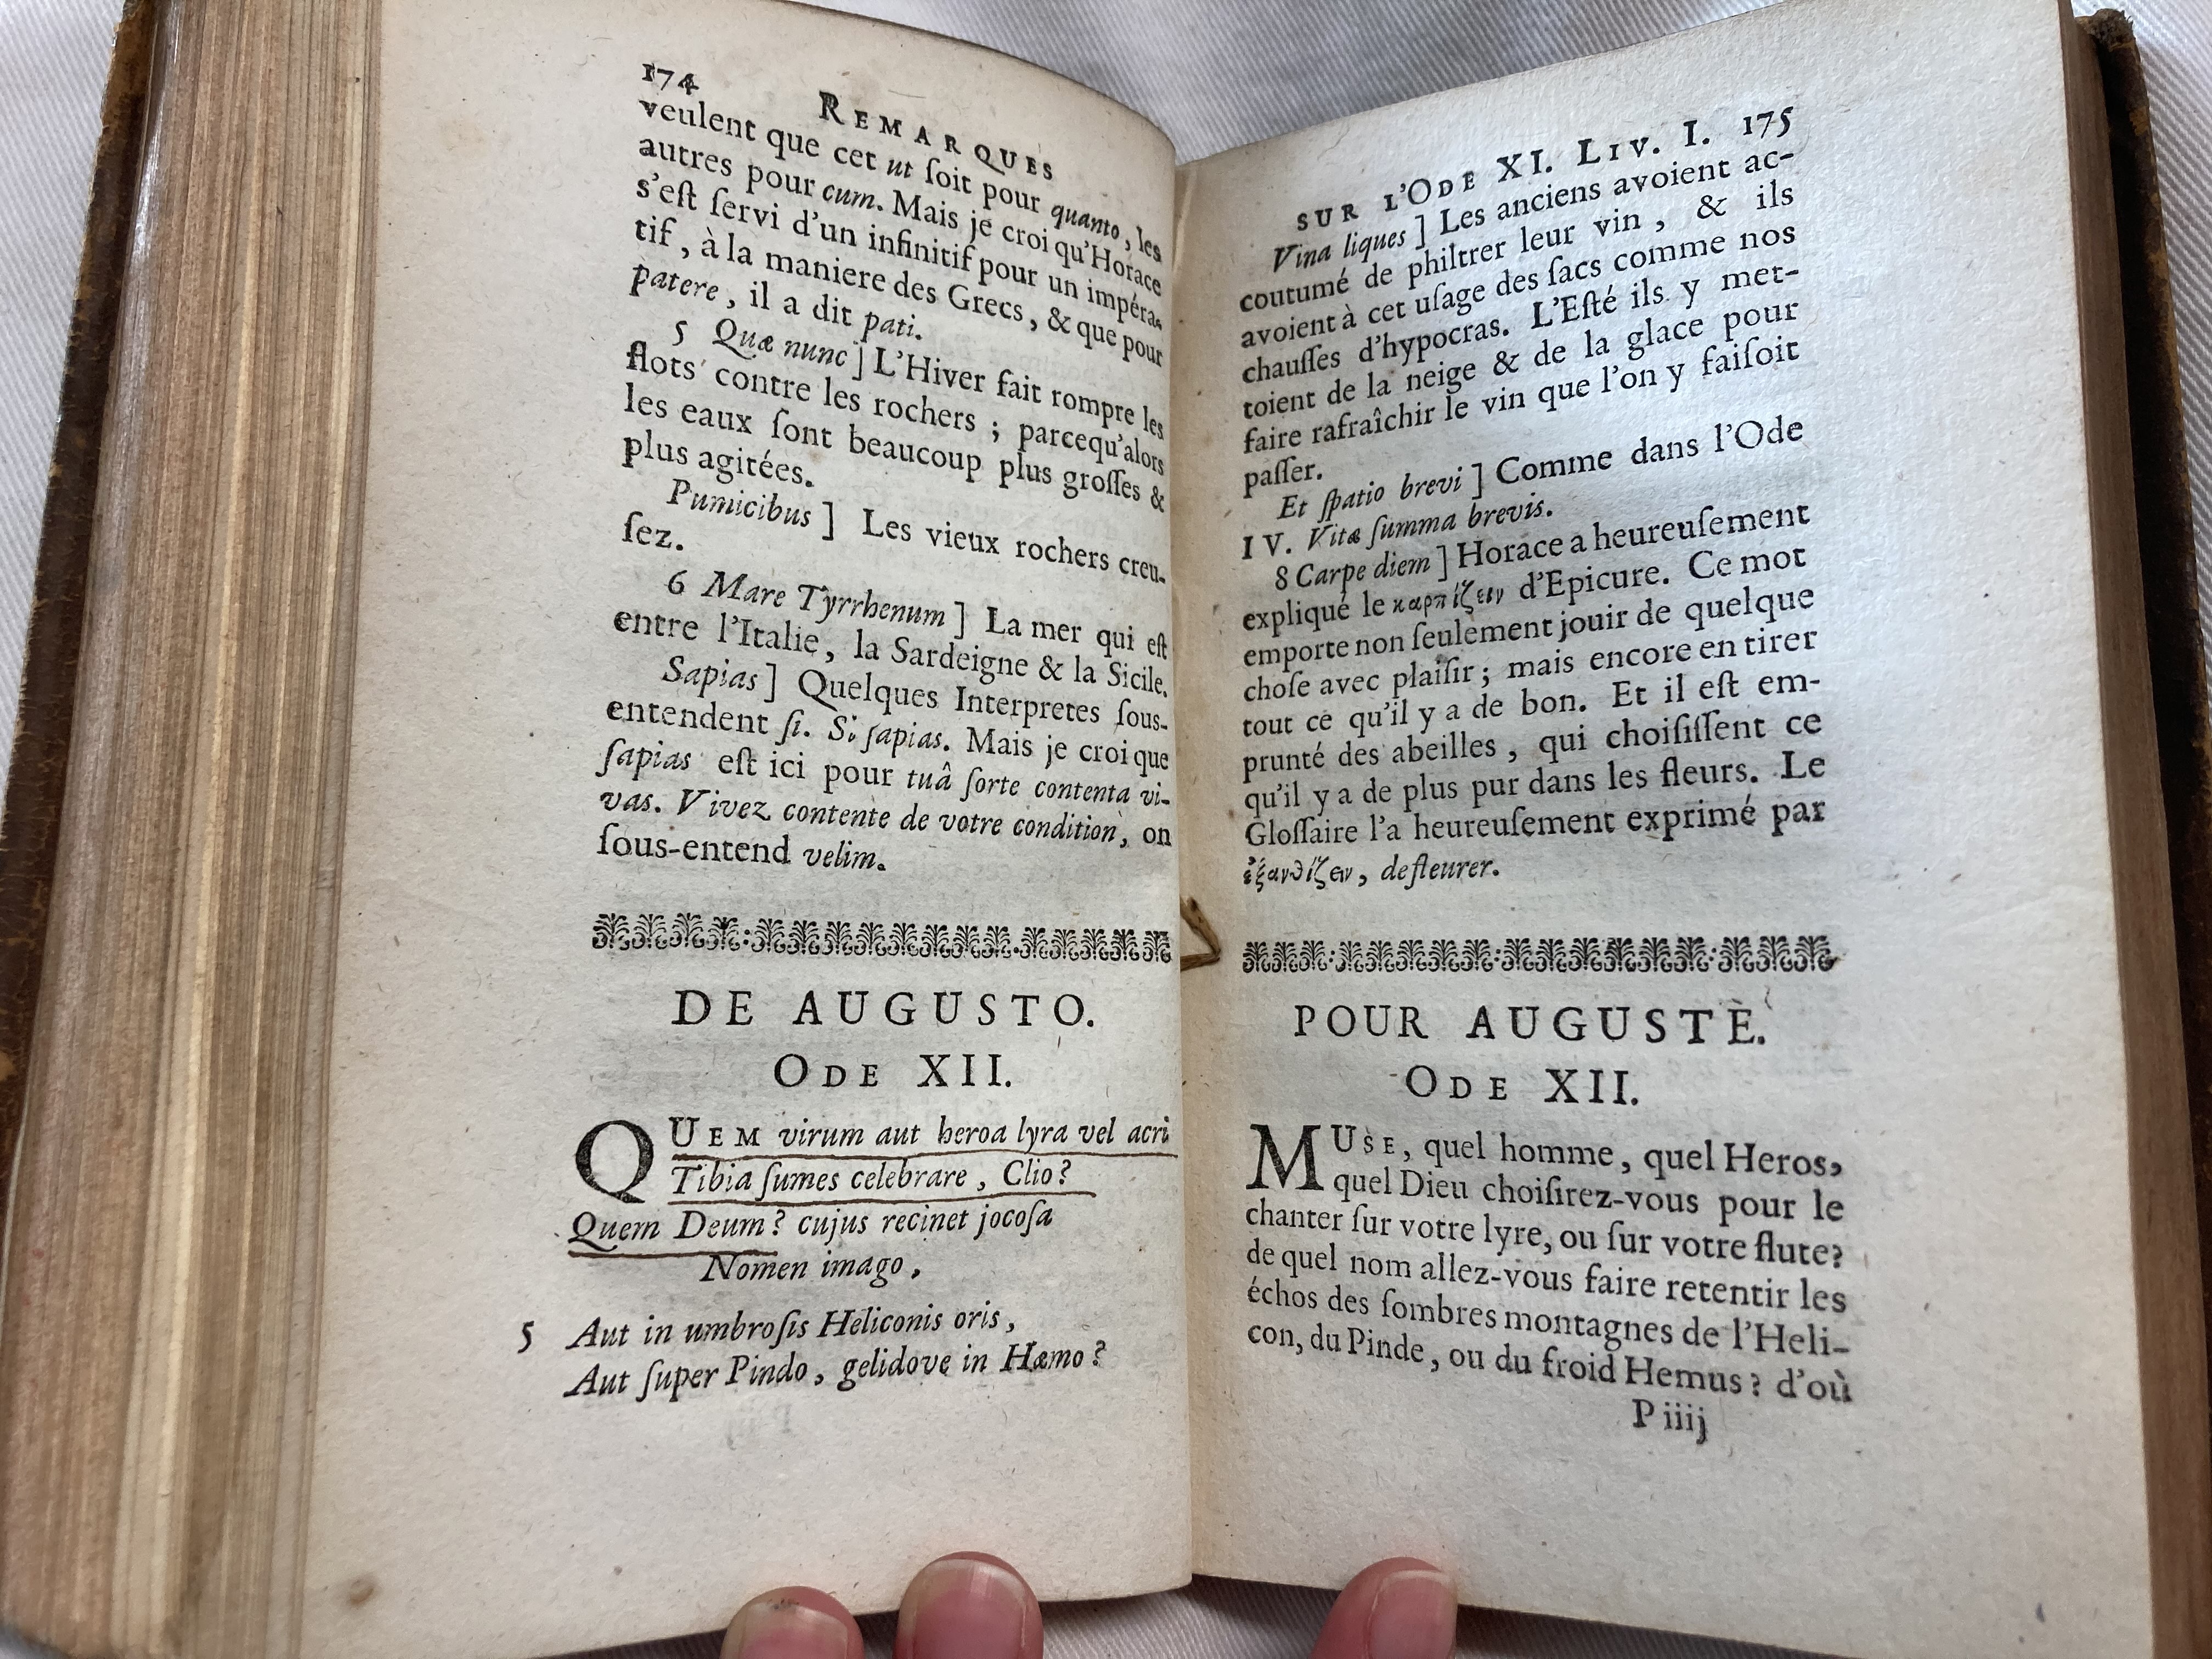 174
REMARQUES
veulent que cet ut ſoit pour quanto, les
autres pour cum. Mais je croi qu'Horace
s'eſt ſervi d'un infinitif pour un impéra-
tif, à la maniere des Grecs, & que pour
patere, il a dit pati.
5 Quæ nunc] L'Hiver fait rompre les
flots contre les rochers ; parcequ'alors
les eaux ſont beaucoup plus groſſes &
plus agitées.
Pumicibus] Les vieux rochers creu-
ſez.
6 Mare Tyrrhenum] La mer qui eſt
entre l'Italie, la Sardeigne & la Sicile.
Sapias] Quelques Interpretes ſous-
entendent ſi. Si ſapias. Mais je croi que
ſapias eſt ici pour tuâ ſorte contenta vi-
vas. Vivez contente de votre condition, on
ſous-entend velim.
DE AUGUSTO.
ODE XII.
QUEM virum aut heroa lyra vel acri
Tibia ſumes celebrare, Clio?
Quem Deum? cujus recinet jocoſa
Nomen imago,
5 Aut in umbroſis Heliconis oris,
Aut ſuper Pindo, gelidove in Hæmo?
SUR L'ODE XI. LIV. I. 175
Vina liques] Les anciens avoient ac-
coutumé de philtrer leur vin, & ils
avoient à cet uſage des ſacs comme nos
chauſſes d'hypocras. L'Eſté ils y met-
toient de la neige & de la glace pour
faire rafraîchir le vin que l'on y faiſoit
paſſer.
Et ſpatio brevi] Comme dans l'Ode
IV. Vitæ ſumma brevis.
8 Carpe diem] Horace a heureuſement
expliqué le καρπίζειν d'Epicure. Ce mot
emporte non ſeulement jouir de quelque
choſe avec plaiſir ; mais encore en tirer
tout ce qu'il y a de bon. Et il eſt em-
prunté des abeilles, qui choiſiſſent ce
qu'il y a de plus pur dans les fleurs. Le
Gloſſaire l'a heureuſement exprimé par
ἐξανθίζειν, defleurer.
POUR AUGUSTE.
ODE XII.
MUSE, quel homme, quel Heros,
quel Dieu choiſirez-vous pour le
chanter ſur votre lyre, ou ſur votre flute?
de quel nom allez-vous faire retentir les
échos des ſombres montagnes de l'Heli-
con, du Pinde, ou du froid Hemus ? d'où
P iiij